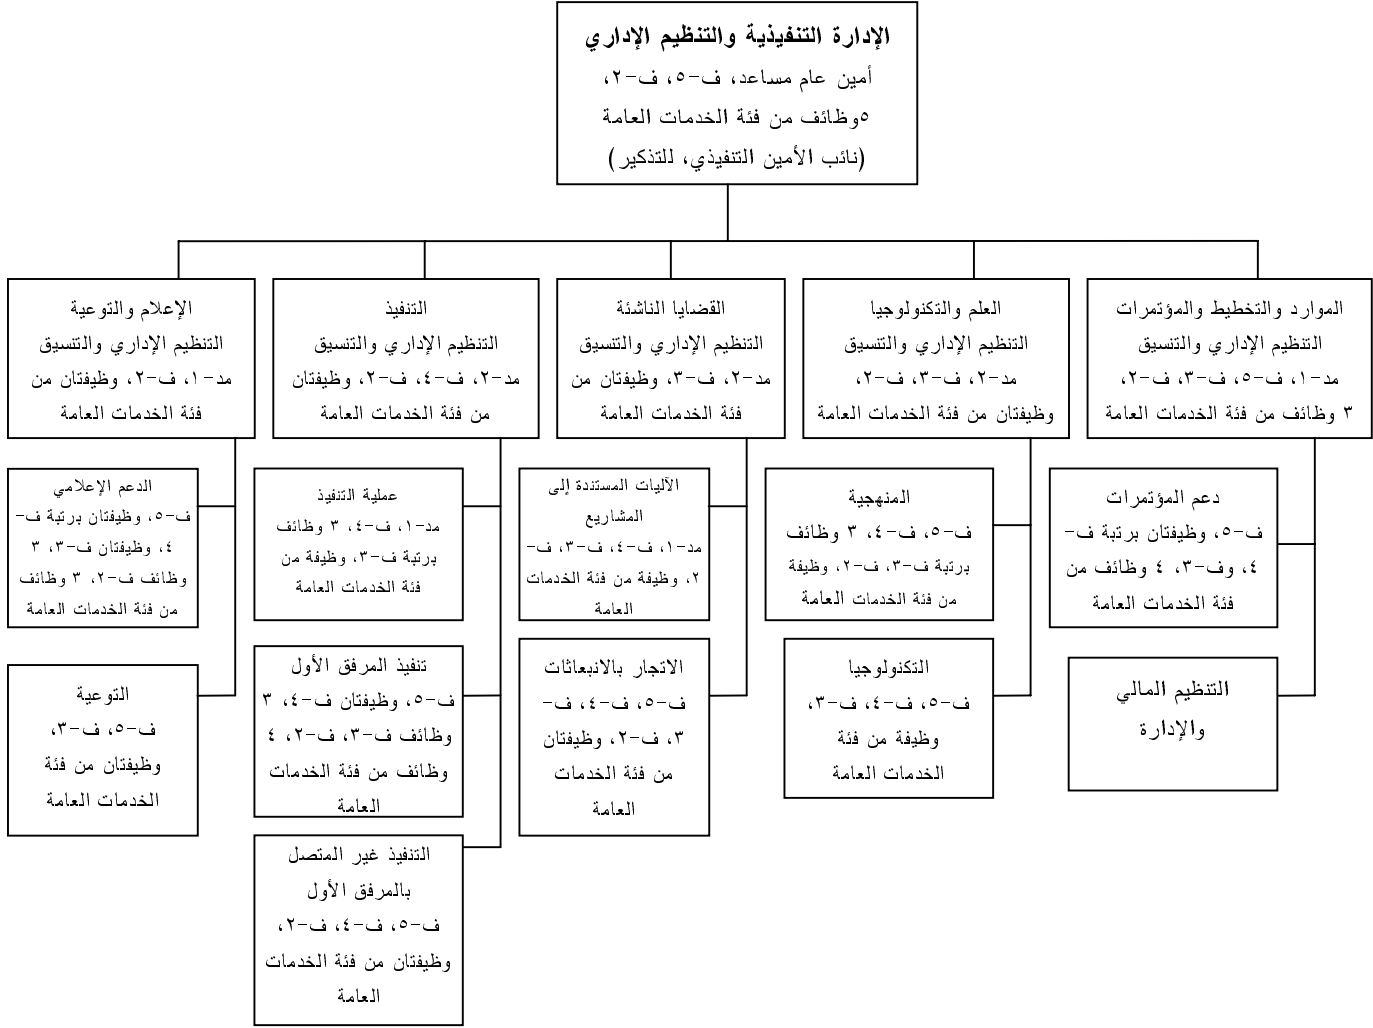 الإدارة التنفيذية والتنظيم الإداري
أمين عام مساعد، ف-٥، ف-٢،
٥وظائف من فئة الخدمات العامة
(نائب الأمين التنفيذي، للتذكير)
الموارد والتخطيط والمؤتمرات
التنظيم الإداري والتنسيق
مد-١، ف-٥، ف-٣، ف-٢،
٣ وظائف من فئة الخدمات العامة
دعم المؤتمرات
ف-٥، وظيفتان برتبة ف-
٤، وف-٣، ٤ وظائف من
فئة الخدمات العامة
التنظيم المالي
والإدارة
العلم والتكنولوجيا
التنظيم الإداري والتنسيق
مد-٢، ف-٣، ف-٢،
وظيفتان من فئة الخدمات العامة
المنهجية
ف-٥، ف-٤، ٣ وظائف
برتبة ف-٣، ف-٢، وظيفة
من فئة الخدمات العامة
التكنولوجيا
ف-٥، ف-٤، ف-٣،
وظيفة من فئة
الخدمات العامة
القضايا الناشئة
التنظيم الإداري والتنسيق
مد-٢، ف-٣، وظيفتان من
فئة الخدمات العامة
الآليات المستندة إلى
المشاريع
مد-١، ف-٤، ف-٣، ف-
٢، وظيفة من فئة الخدمات
العامة
الاتجار بالانبعاثات
ف-٥، ف-٤، ف-
٣، ف-٢، وظيفتان
من فئة الخدمات
العامة
التنفيذ
التنظيم الإداري والتنسيق
مد-٢، ف-٤، ف-٢، وظيفتان
من فئة الخدمات العامة
عملية التنفيذ
مد-١، ف-٤، ٣ وظائف
برتبة ف-٣، وظيفة من
فئة الخدمات العامة
تنفيذ المرفق الأول
ف-٥، وظيفتان ف-٤، ٣
وظائف ف-٣، ف-٢، ٤
وظائف من فئة الخدمات
العامة
التنفيذ غير المتصل
بالمرفق الأول
ف-٥، ف-٤، ف-٢،
وظيفتان من فئة الخدمات
العامة
الإعلام والتوعية
التنظيم الإداري والتنسيق
مد-١، ف-٢، وظيفتان من
فئة الخدمات العامة
الدعم الإعلامي
ف-٥، وظيفتان برتبة ف-
٤، وظيفتان ف-٣، ٣
وظائف ف-٢، ٣ وظائف
من فئة الخدمات العامة
التوعية
ف-٥، ف-٣،
وظيفتان من فئة
الخدمات العامة